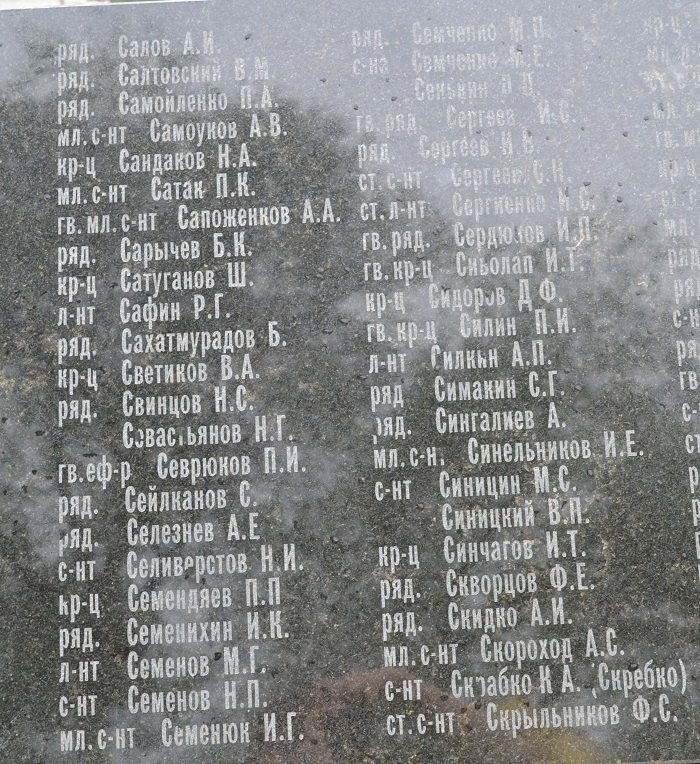 ряд. Салов А.И.
ряд. Салтовский В.М.
ряд. Самойленко П.А.
мл. с-нт Самоуков А.В.
кр-ц Сандаков Н.А.
мл. с-нт Сатак П.К.
гв. мл. с-нт Сапоженков А.А.
ряд. Сарычев Б.К.
кр-ц Сатуганов Ш.
л-нт Сафин Р.Г.
ряд. Сахатмурадов Б.
кр-ц Светиков В.А.
ряд. Свинцов Н.С.
Севастьянов Н.Г.
гв. еф-р Севрюков П.И.
ряд. Сейлканов С.
ряд. Селезнев А.Е
с-нт Селиверстов Н.И.
кр-ц Семендяев П.П
ряд. Семенихин И.К.
л-нт Семенов М.Г.
с-нт Семенов Н.П.
мл. с-нт Семенюк И.Г.
ряд. Семченко М.П.
с-нт Семченко М.Е.
Сенькин
гв. ряд. Сергеев И.С.
ряд. Сергеев И.В.
ст. с-нт Сергеев С.Н.
ст. л-нт Сергиенко И.С.
гв. ряд. Сердюков И.П.
гв. кр-ц Сиволап И.Т.
кр-ц Сидоров Д.Ф.
гв. кр-ц Силин П.И.
л-нт Силкин А.П.
ряд Симакин С.Г.
ряд. Сингалиев А.
мл. с-н. Синельников И.Е.
с-нт Синицин М.С.
Синицкий В.П.
кр-ц Синчагов И.Т.
ряд. Скворцов Ф.Е.
ряд. Скидко А.И.
мл. с-нт Скороход А.С.
с-нт Скрабко К А. (Скребко)
ст. с-нт Скрыльников Ф.С.